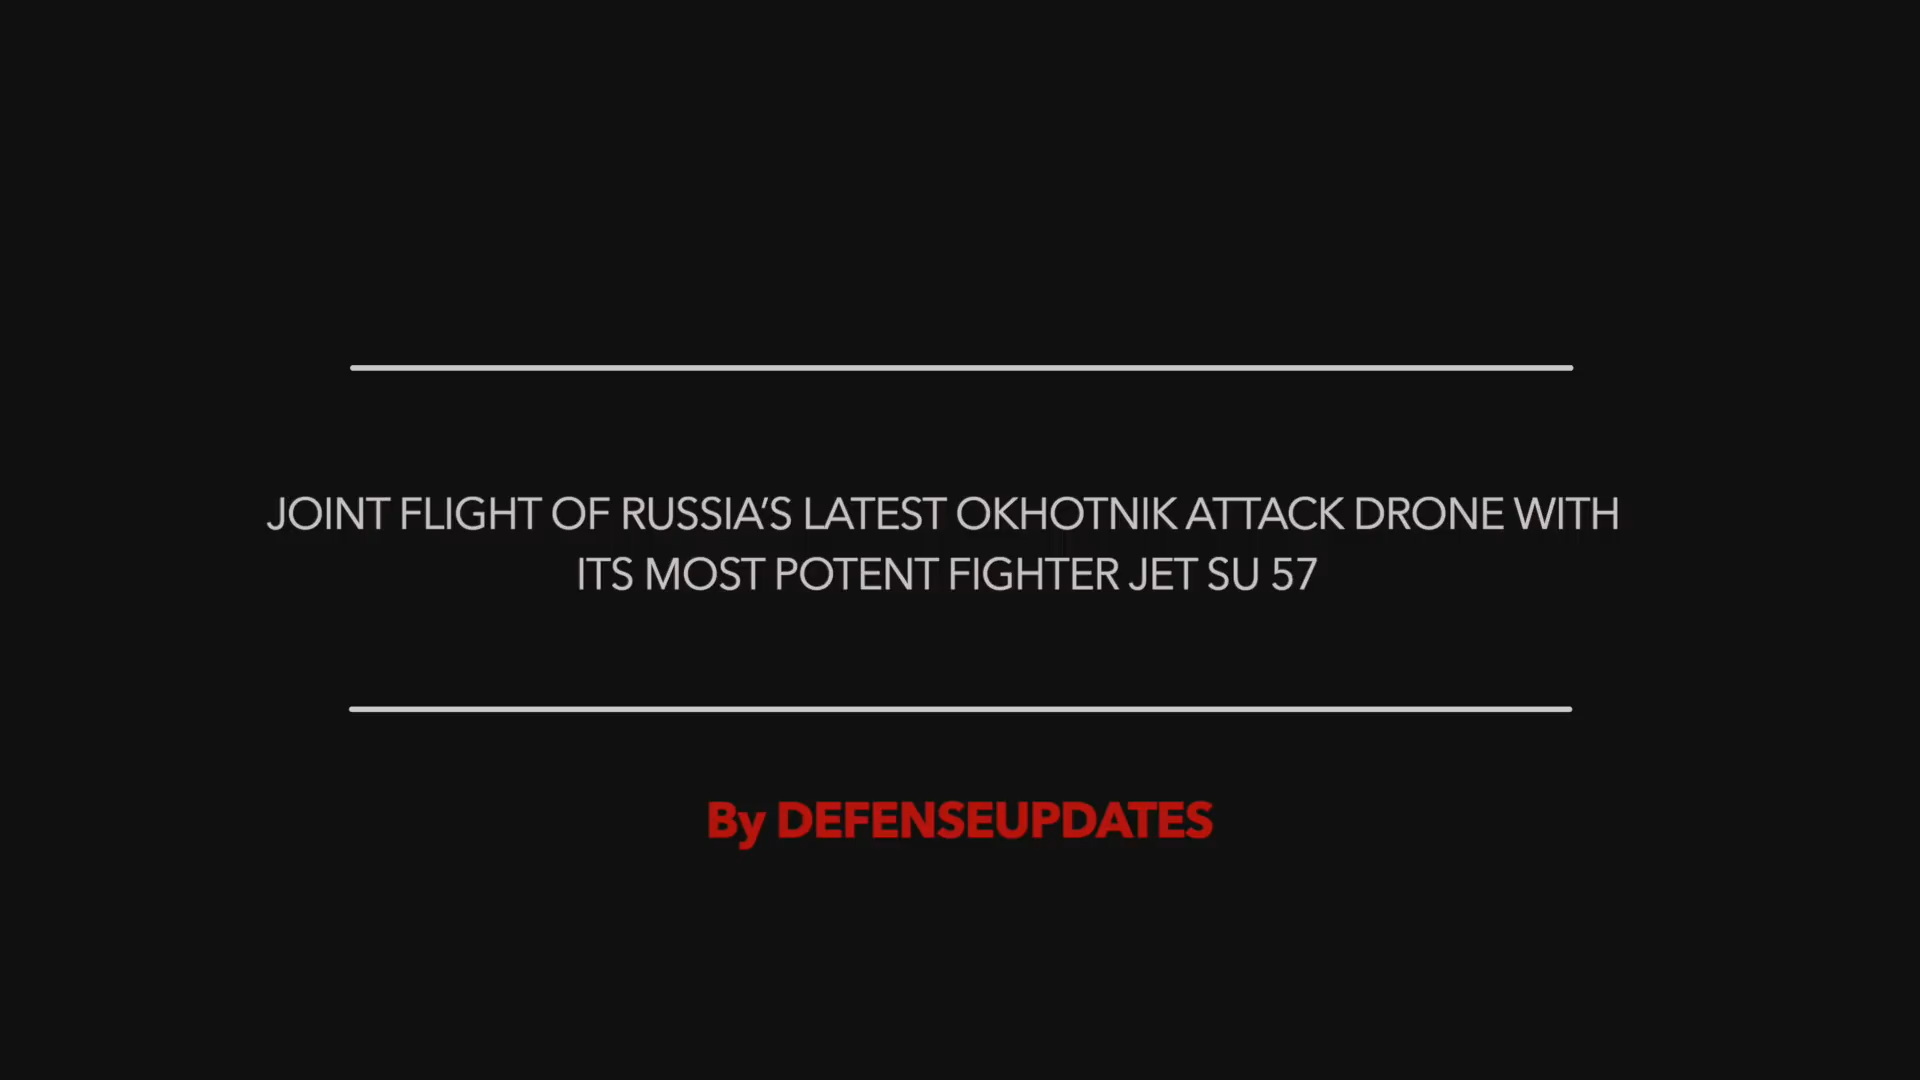 JOINT FLIGHT OF RUSSIA‘S LATEST OKHOTNIK ATTACK DRONE WITH
ITS MOST POTENT FIGHTER JET SU 57
By DEFENSEUPDATES